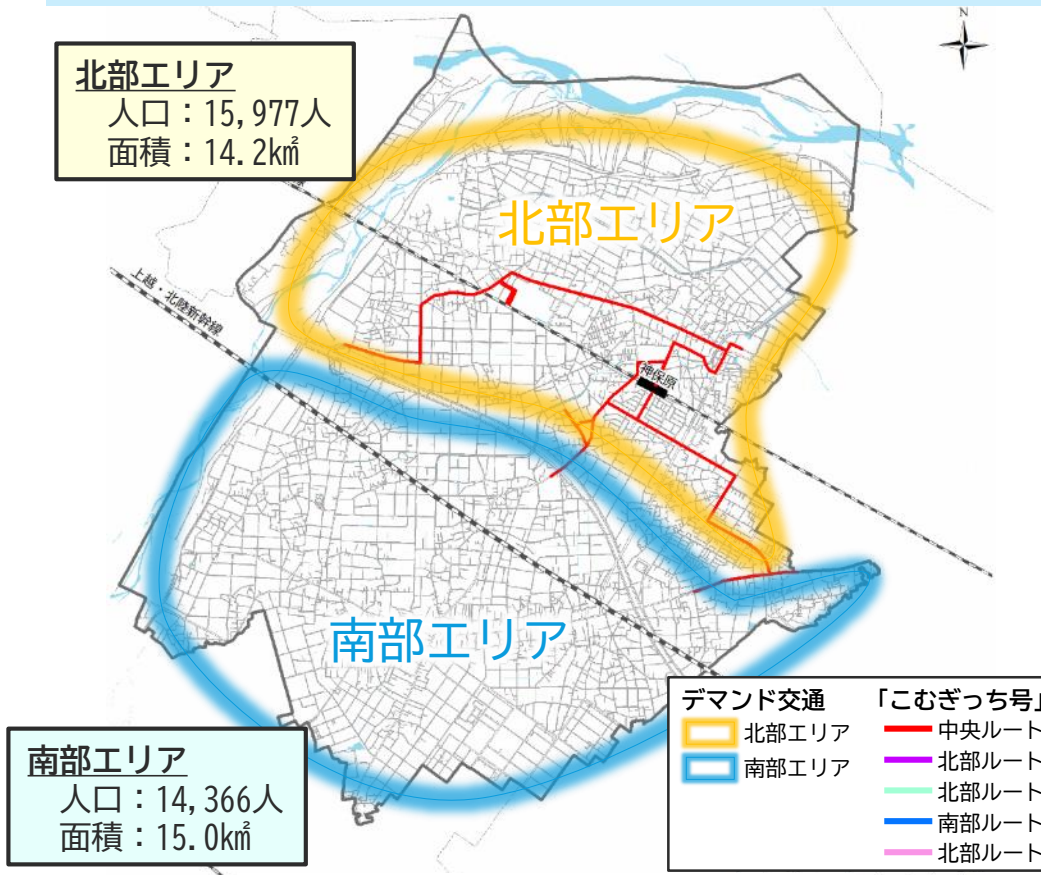 N
北部エリア
人口：15,977人
面積：14.2k㎡
北部エリア
上越・北陸新幹線
神保原
南部エリア
南部エリア
人口：14,366人
面積：15.0k㎡
デマンド交通
北部エリア
南部エリア
「こむぎっち号」
中央ルート
北部ルート
北部ルート
南部ルート
北部ルート